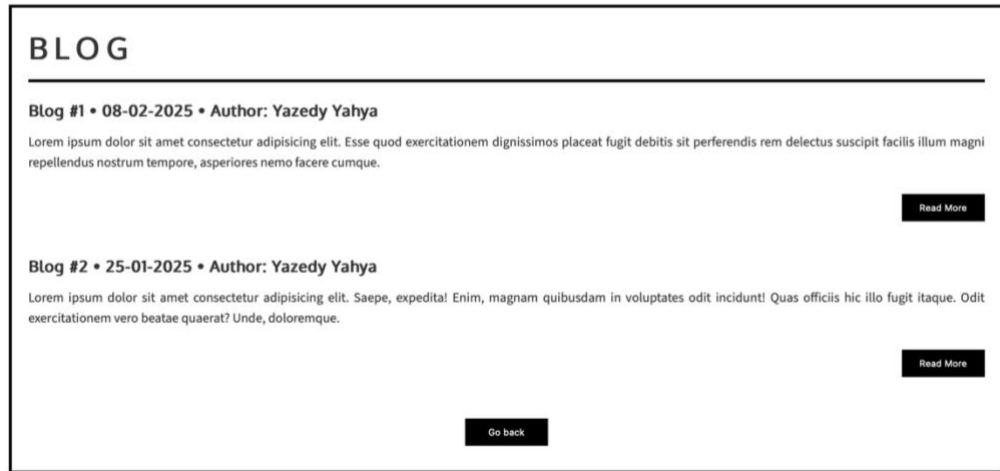 BLOG
Blog #1 • 08-02-2025 • Author: Yazedy Yahya
Lorem ipsum dolor sit amet consectetur adipisicing elit. Esse quod exercitationem dignissimos placeat fugit debitis sit perferendis rem delectus suscipit facilis illum magni
repellendus nostrum tempore, asperiores nemo facere cumque.
Read More
Blog #2 • 25-01-2025 • Author: Yazedy Yahya
Lorem ipsum dolor sit amet consectetur adipisicing elit. Saepe, expedita! Enim, magnam quibusdam in voluptates odit incidunt! Quas officiis hic illo fugit itaque. Odit
exercitationem vero beatae quaerat? Unde, doloremque.
Read More
Go back